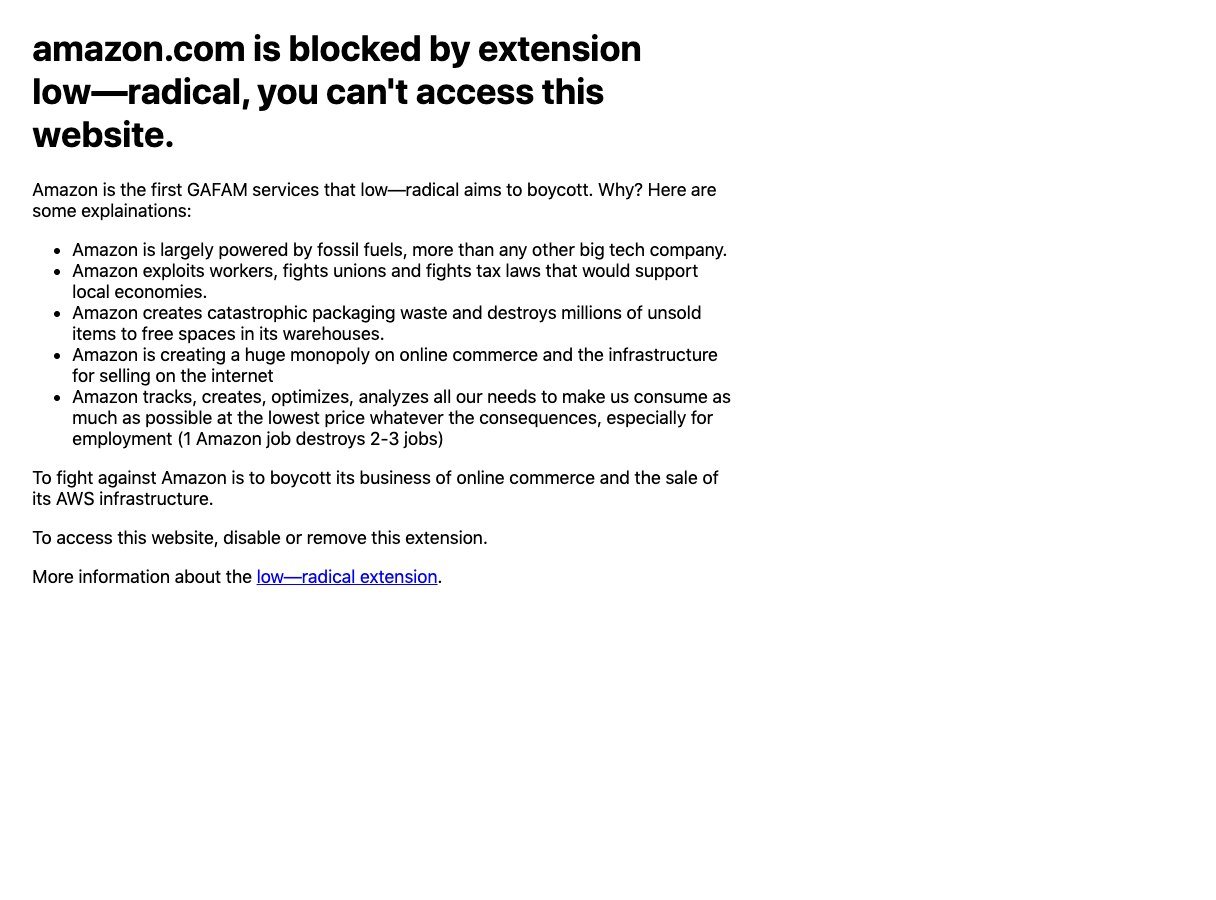 amazon.com is blocked by extension
low—radical, you can't access this
website.
Amazon is the first GAFAM services that low—radical aims to boycott. Why? Here are
some explainations:
• Amazon is largely powered by fossil fuels, more than any other big tech company.
• Amazon exploits workers, fights unions and fights tax laws that would support
local economies.
• Amazon creates catastrophic packaging waste and destroys millions of unsold
items to free spaces in its warehouses.
• Amazon is creating a huge monopoly on online commerce and the infrastructure
for selling on the internet
• Amazon tracks, creates, optimizes, analyzes all our needs to make us consume as
much as possible at the lowest price whatever the consequences, especially for
employment (1 Amazon job destroys 2-3 jobs)
To fight against Amazon is to boycott its business of online commerce and the sale of
its AWS infrastructure.
To access this website, disable or remove this extension.
More information about the low—radical extension.